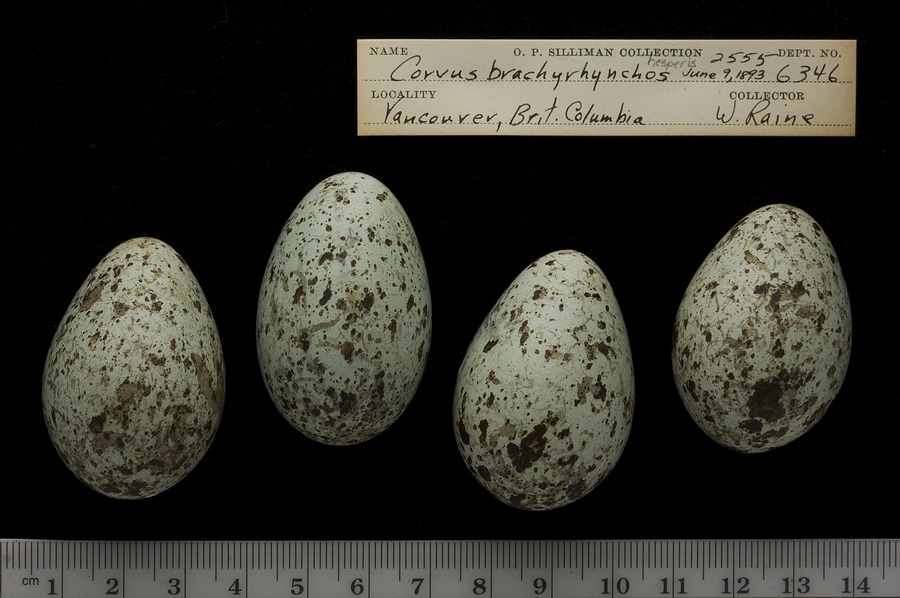 NAME O. P. SILLIMAN COLLECTION 2555 DEPT. NO.
hesperis
Corvus brachyrhynchos June 9, 1893 6346
LOCALITY COLLECTOR
Vancouver, Brit. Columbia W. Raine
cm 1 2 3 4 5 6 7 8 9 10 11 12 13 14